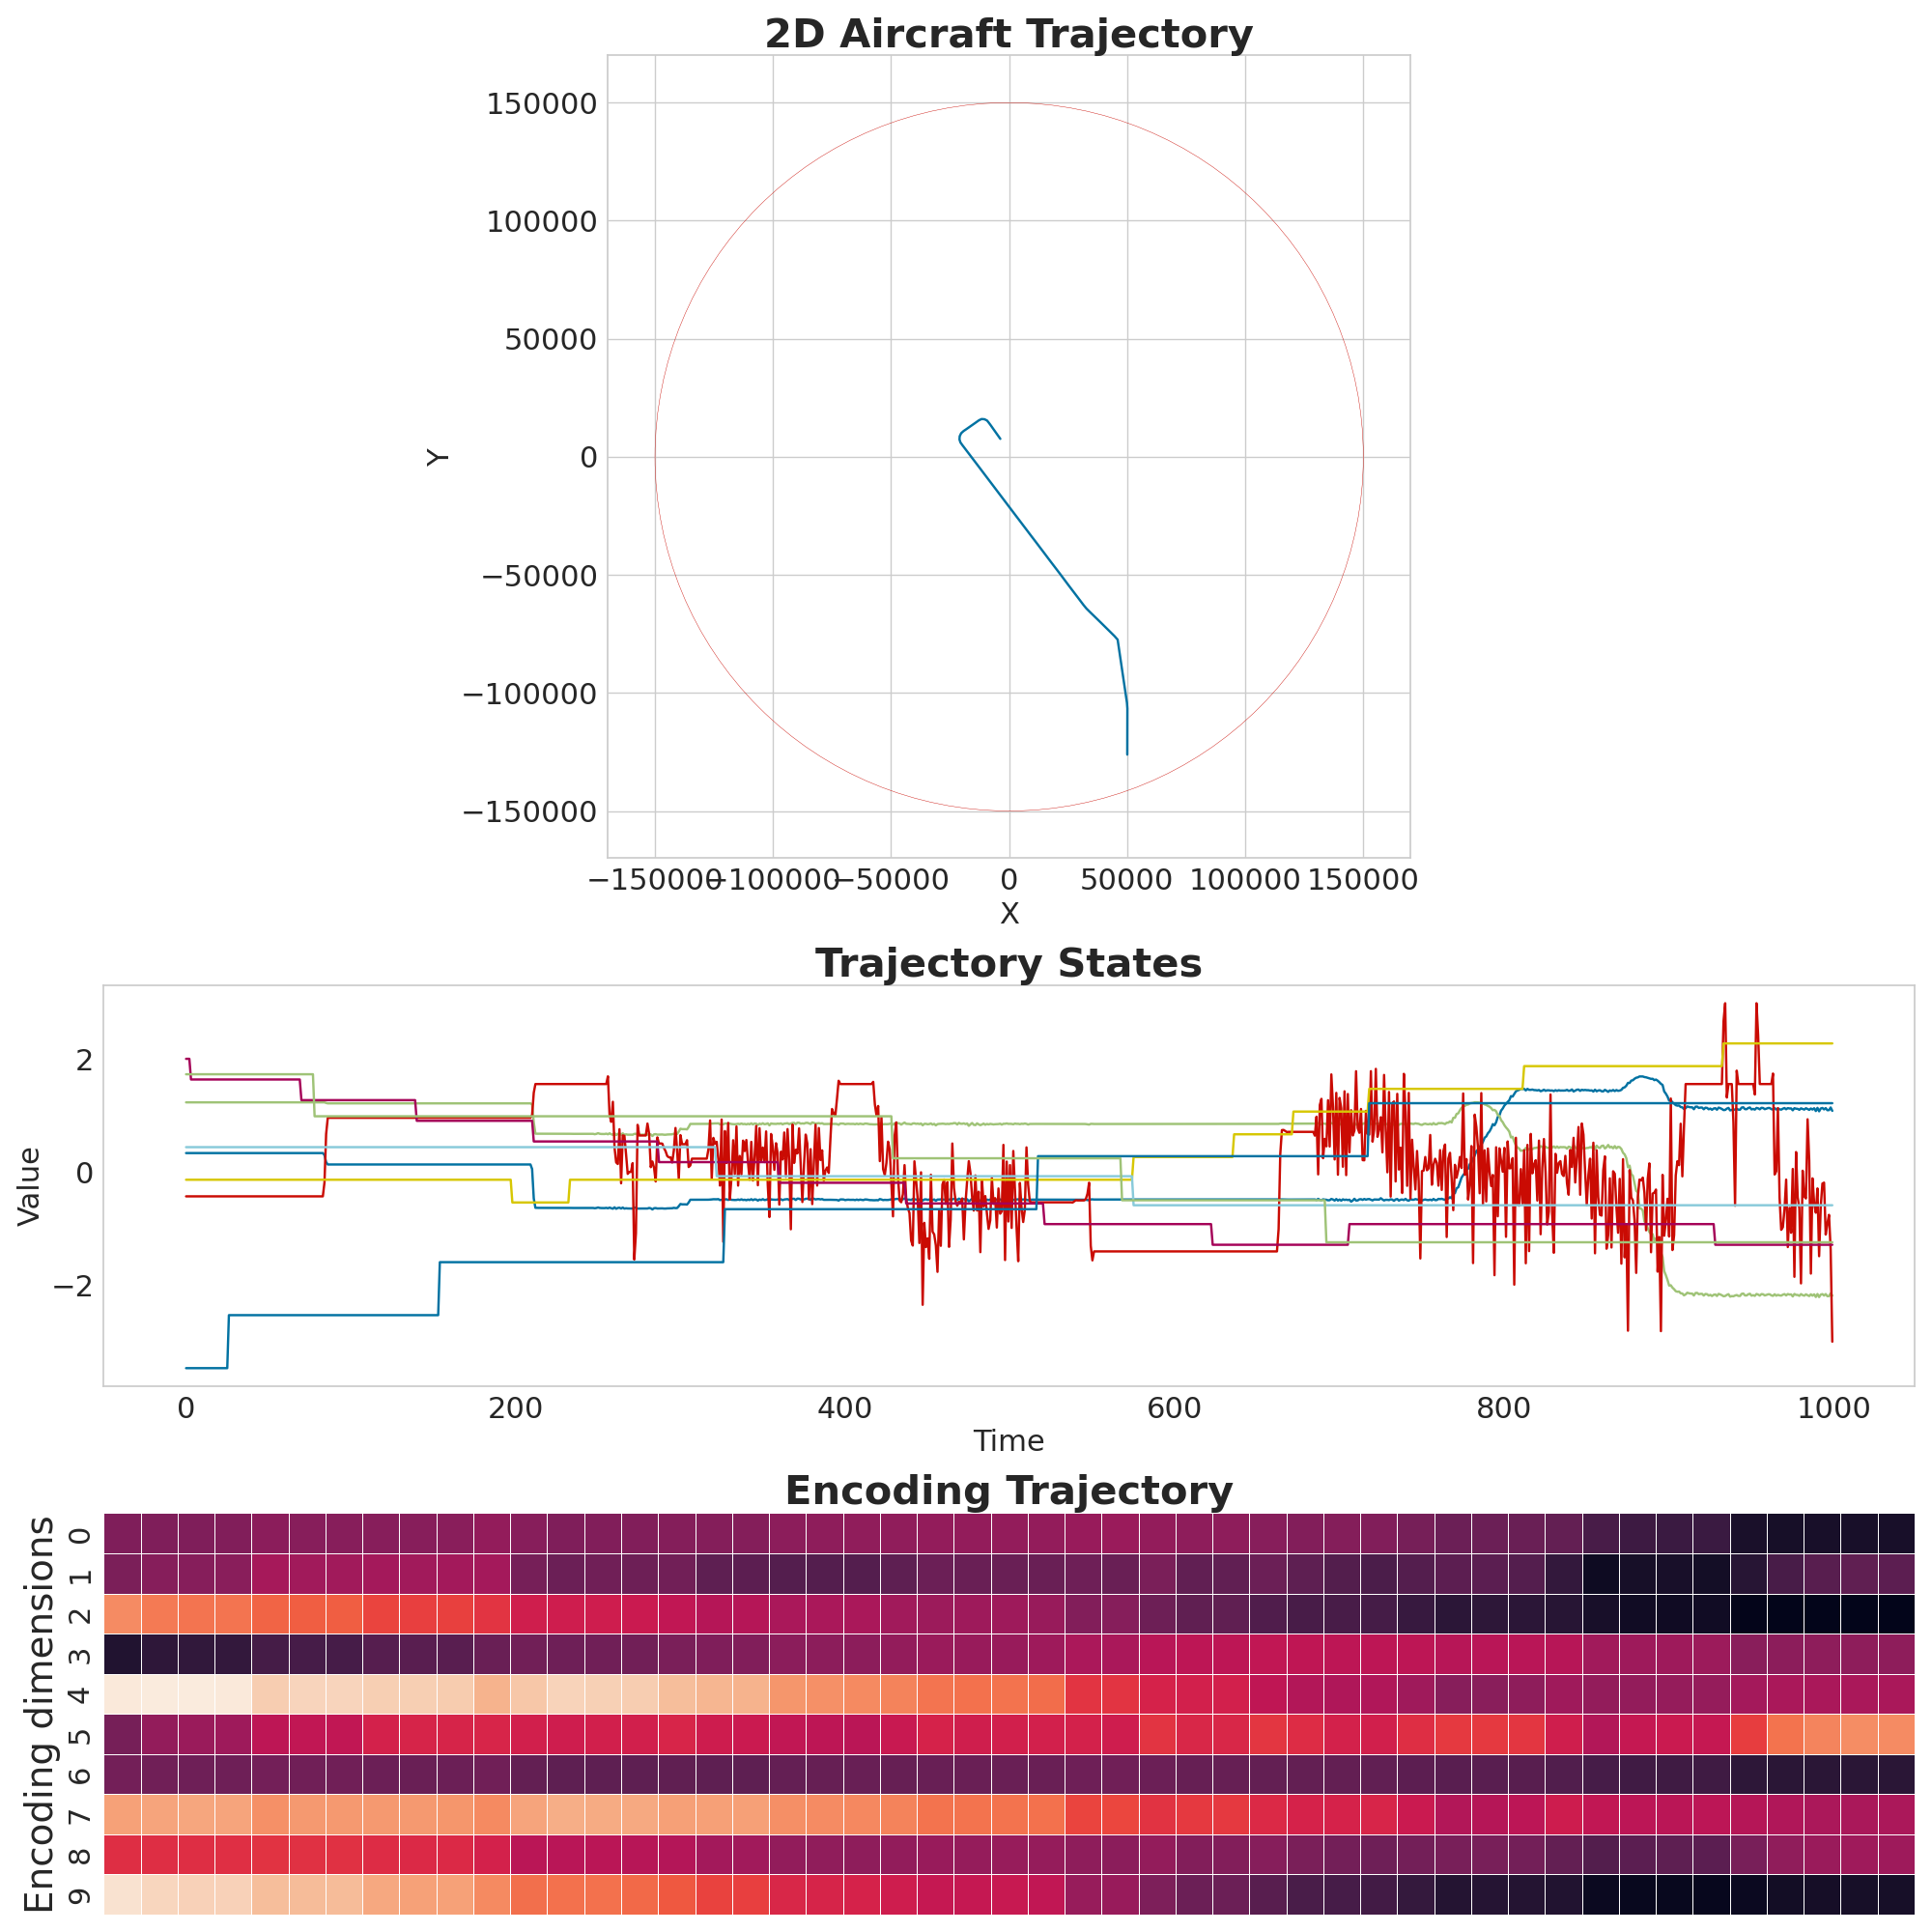 2D Aircraft Trajectory
150000
100000
50000
0
−50000
−100000
−150000
Y
−150000 −100000 −50000 0 50000 100000 150000
X
Trajectory States
2
0
−2
Value
0 200 400 600 800 1000
Time
Encoding Trajectory
Encoding dimensions
0
1
2
3
4
5
6
7
8
9